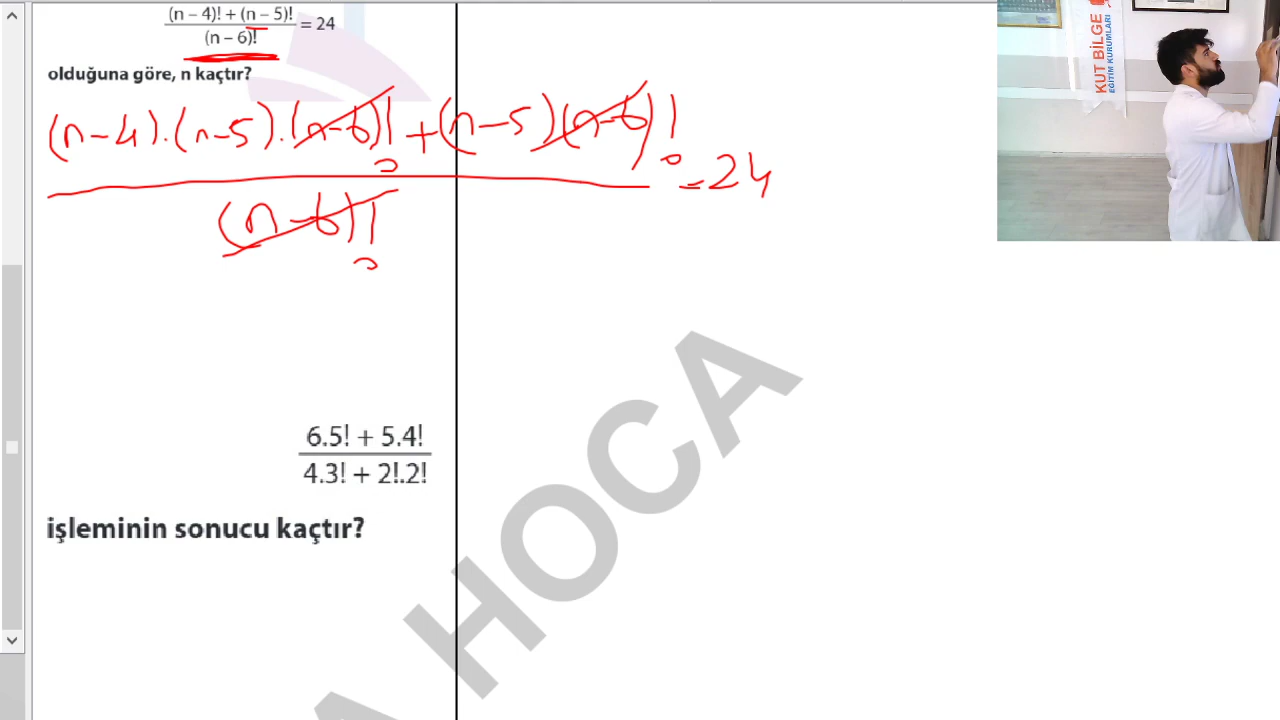 (n – 4)! + (n – 5)!
(n – 6)! = 24
olduğuna göre, n kaçtır?
(n-4).(n-5).(n-6)! + (n-5)(n-6)!
(n-6)! = 24
6.5! + 5.4!
4.3! + 2!.2!
işleminin sonucu kaçtır?
HOCA
KUT BİLGE
EĞİTİM KURUMLARI